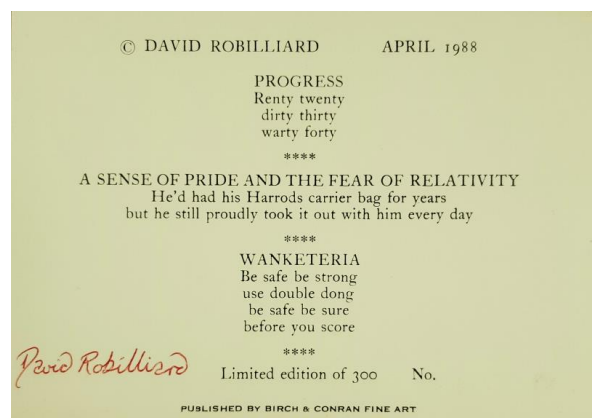 © DAVID ROBILLIARD APRIL 1988
PROGRESS
Renty twenty
dirty thirty
warty forty
****
A SENSE OF PRIDE AND THE FEAR OF RELATIVITY
He'd had his Harrods carrier bag for years
but he still proudly took it out with him every day
****
WANKETERIA
Be safe be strong
use double dong
be safe be sure
before you score
****
David Robilliard
Limited edition of 300 No.
PUBLISHED BY BIRCH & CONRAN FINE ART